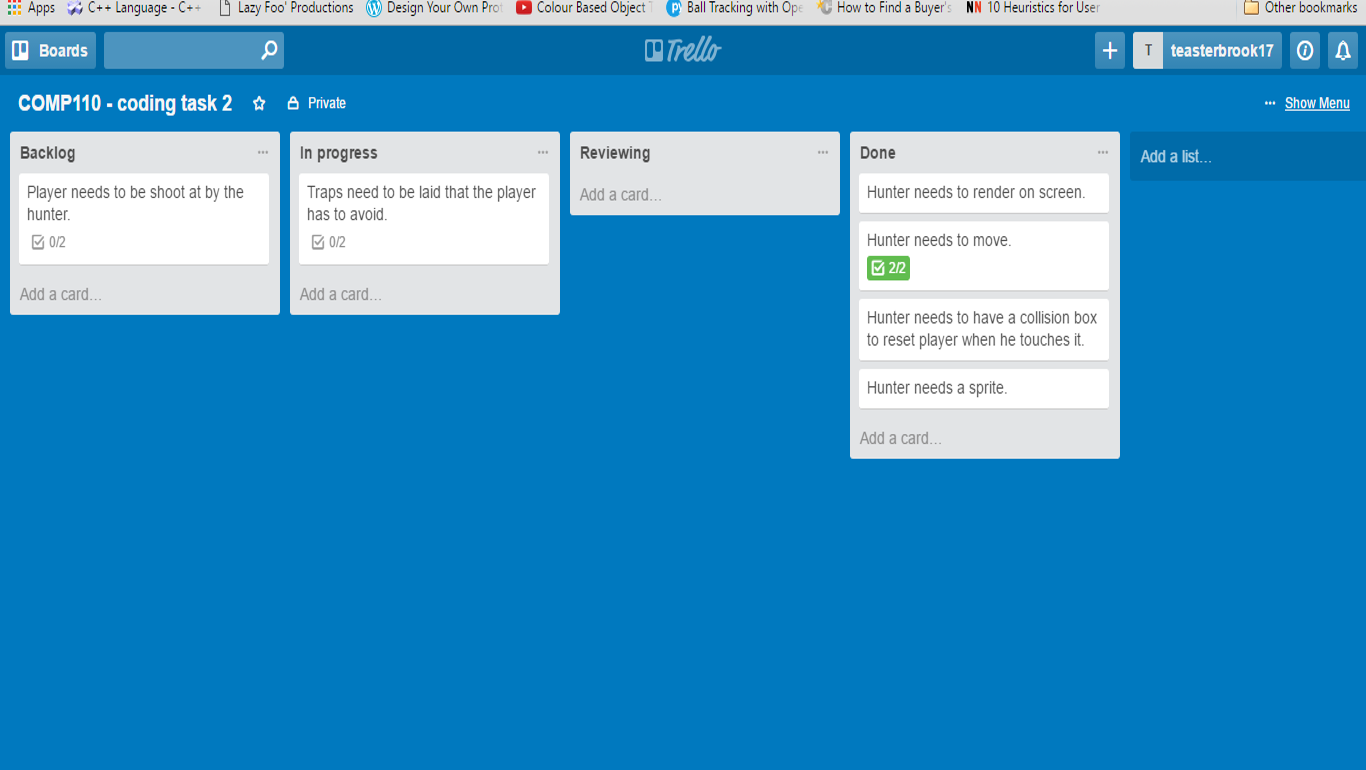 Apps C++ Language - C++ Lazy Foo' Productions Design Your Own Prot Colour Based Object T Ball Tracking with Ope How to Find a Buyer's NN 10 Heuristics for User Other bookmarks
Boards Trello + T teasterbrook17
COMP110 - coding task 2 Private ... Show Menu
Backlog ...
Player needs to be shoot at by the
hunter.
0/2
Add a card...
In progress ...
Traps need to be laid that the player
has to avoid.
0/2
Add a card...
Reviewing ...
Add a card...
Done ...
Hunter needs to render on screen.
Hunter needs to move.
2/2
Hunter needs to have a collision box
to reset player when he touches it.
Hunter needs a sprite.
Add a card...
Add a list...